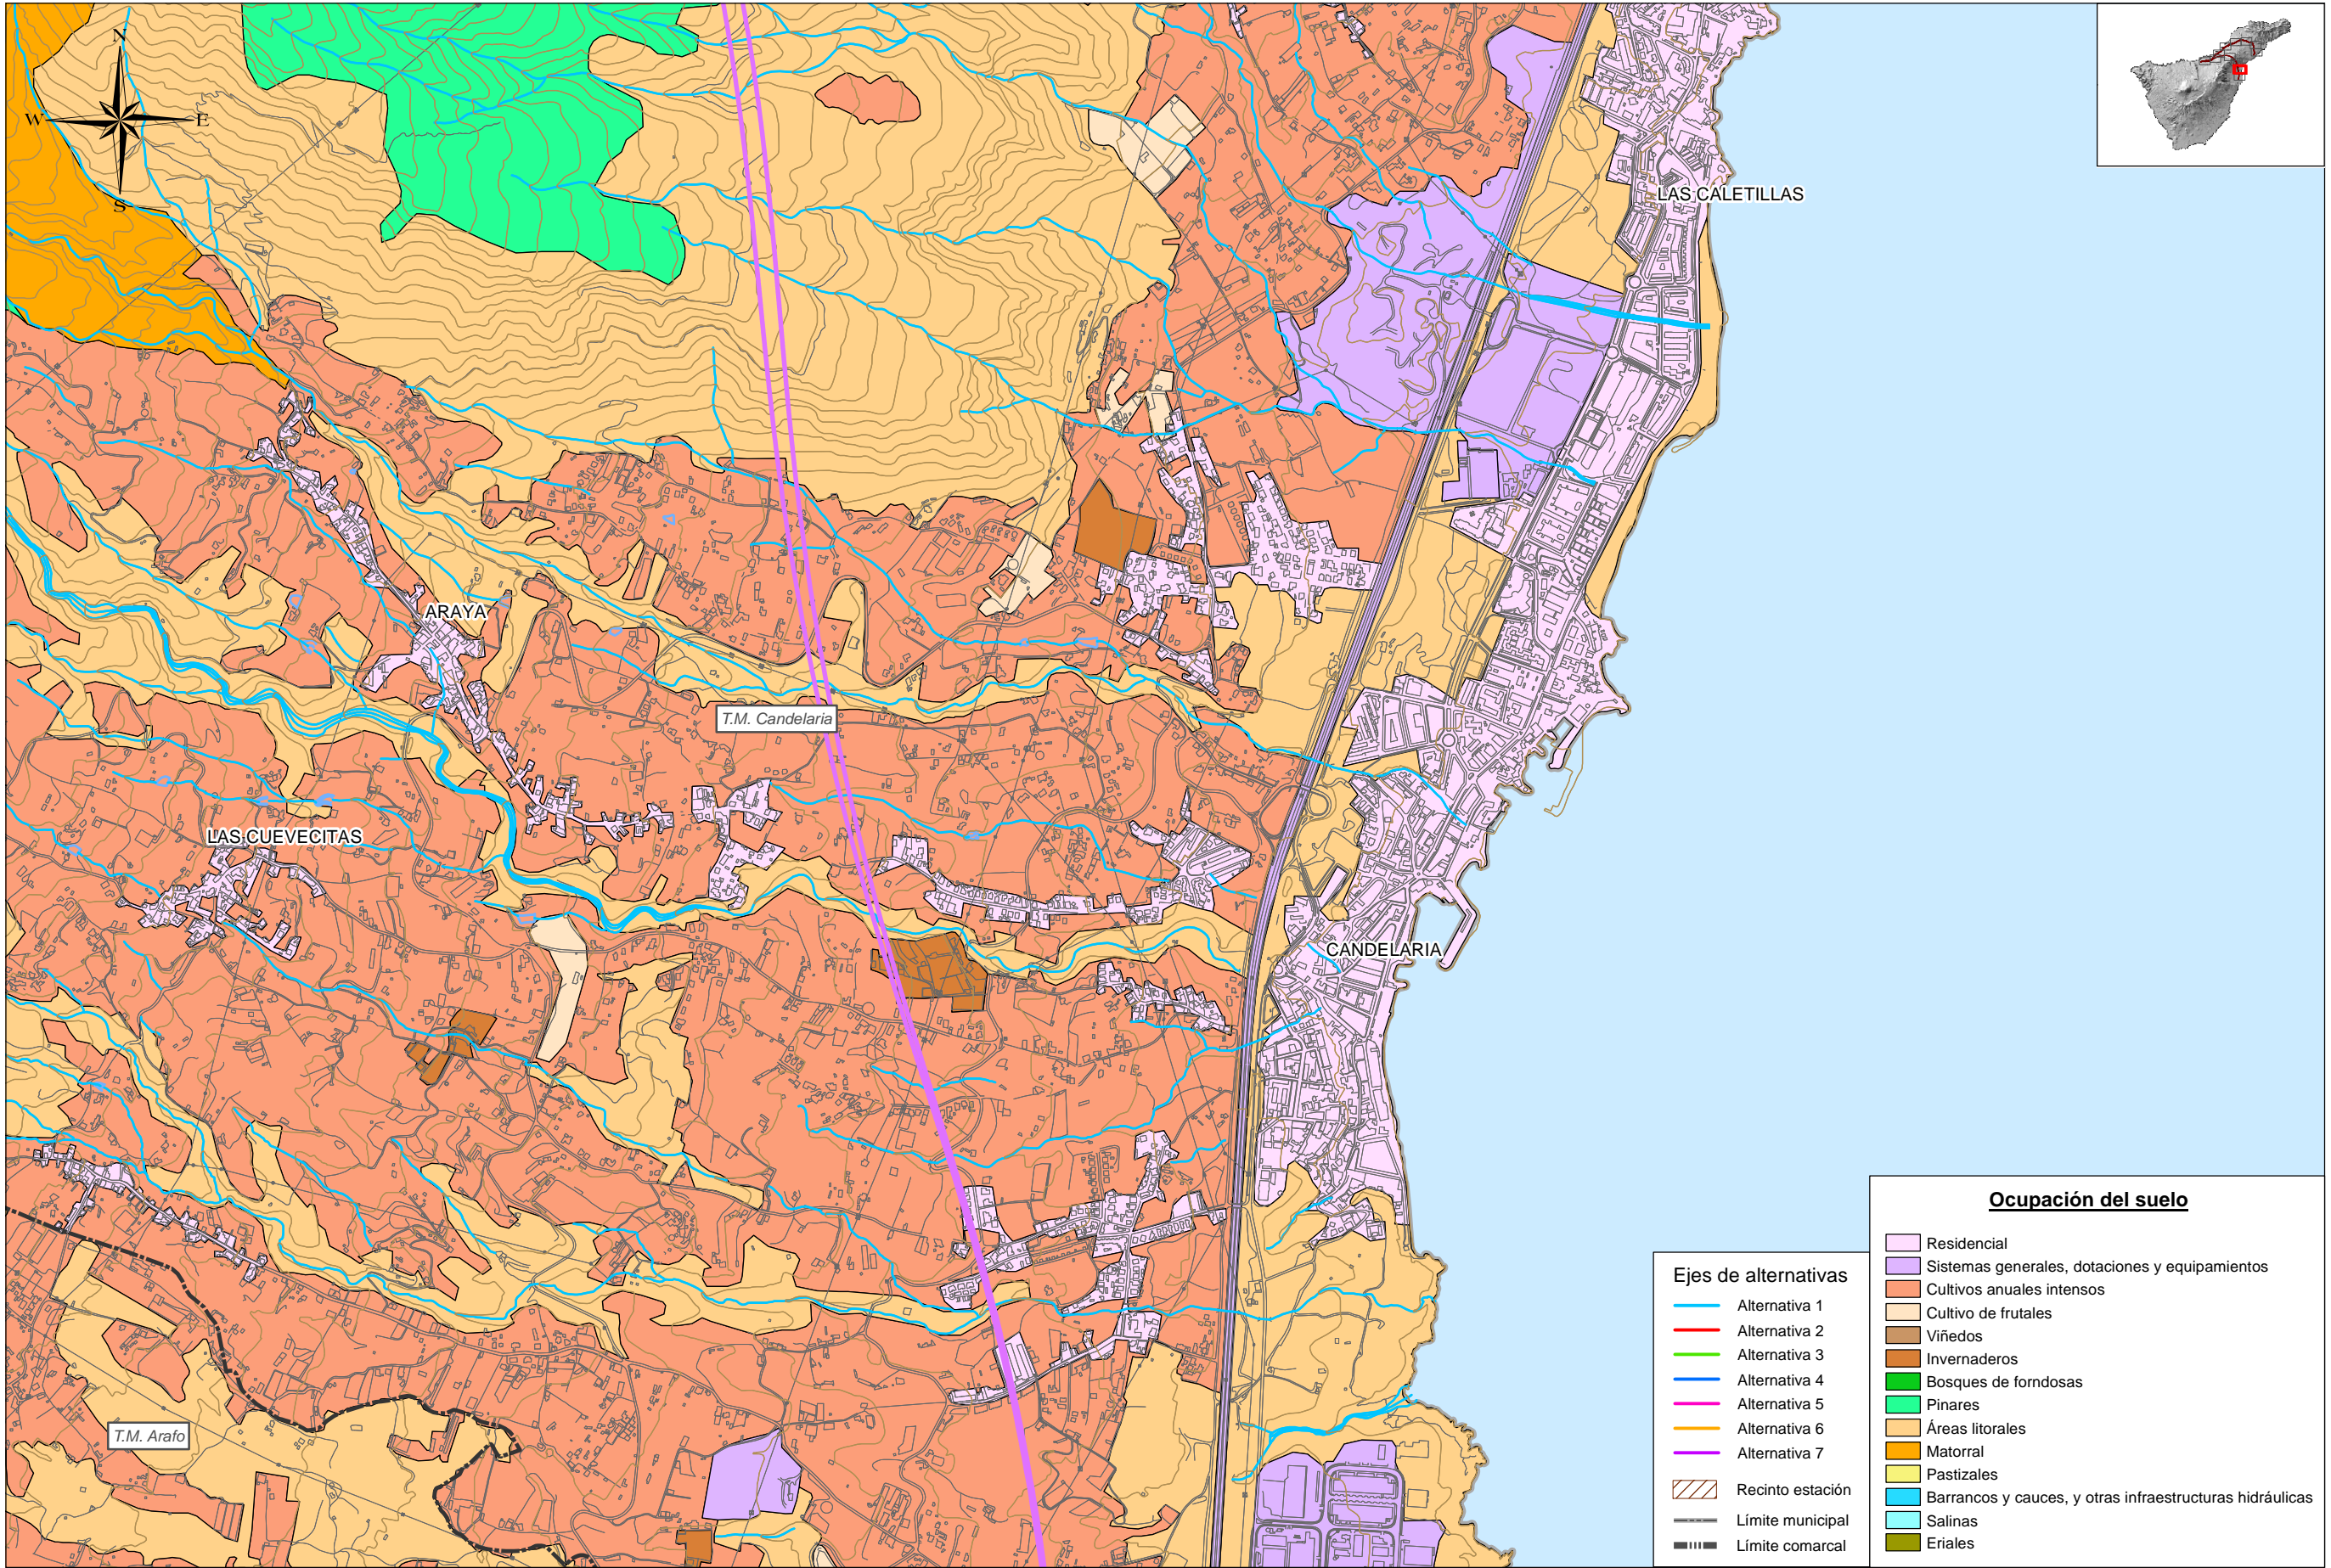 N
W
E
S
LAS CALETILLAS
ARAYA
T.M. Candelaria
LAS CUEVECITAS
CANDELARIA
T.M. Arafo
Ejes de alternativas
Alternativa 1
Alternativa 2
Alternativa 3
Alternativa 4
Alternativa 5
Alternativa 6
Alternativa 7
Recinto estación
Límite municipal
Límite comarcal
Ocupación del suelo
Residencial
Sistemas generales, dotaciones y equipamientos
Cultivos anuales intensos
Cultivo de frutales
Viñedos
Invernaderos
Bosques de forndosas
Pinares
Áreas litorales
Matorral
Pastizales
Barrancos y cauces, y otras infraestructuras hidráulicas
Salinas
Eriales